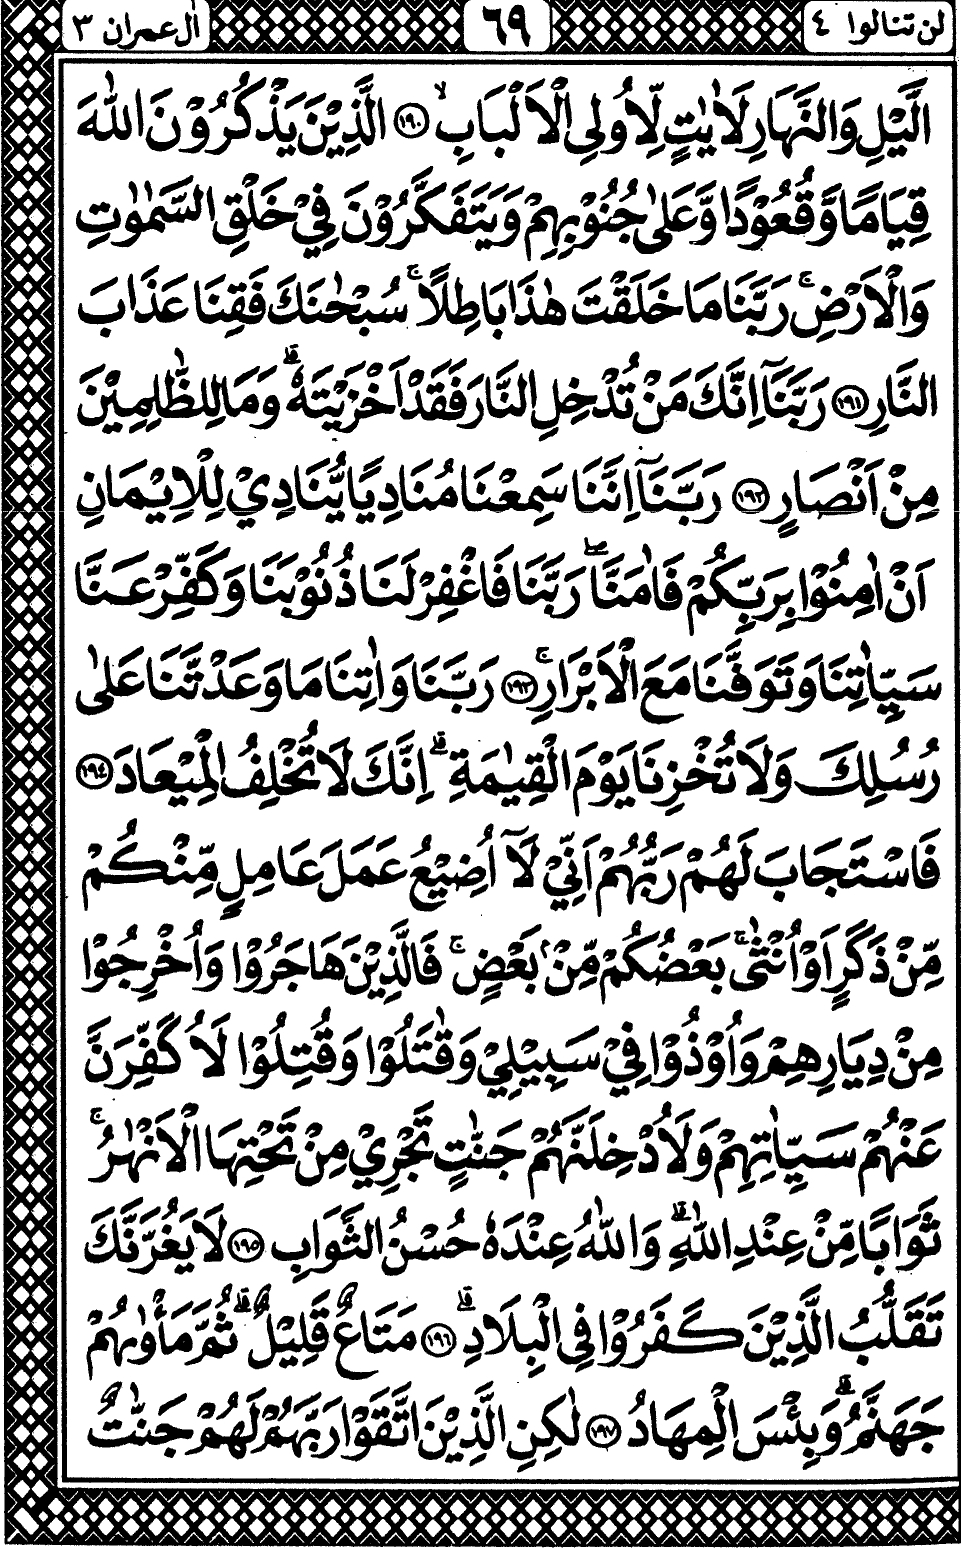 لن تنالوا ٤ ٦٩ اٰل عمران ٣
الَّيْلِ وَالنَّهَارِ لَاٰيٰتٍ لِّاُولِى الْاَلْبَابِ ۙ ﴿١٩٠﴾ الَّذِيْنَ يَذْكُرُوْنَ اللّٰهَ
قِيَامًا وَّقُعُوْدًا وَّعَلٰى جُنُوْبِهِمْ وَيَتَفَكَّرُوْنَ فِيْ خَلْقِ السَّمٰوٰتِ
وَالْاَرْضِ ۚ رَبَّنَا مَا خَلَقْتَ هٰذَا بَاطِلًا ۚ سُبْحٰنَكَ فَقِنَا عَذَابَ
النَّارِ ﴿١٩١﴾ رَبَّنَآ اِنَّكَ مَنْ تُدْخِلِ النَّارَ فَقَدْ اَخْزَيْتَهٗ ۗ وَمَا لِلظّٰلِمِيْنَ
مِنْ اَنْصَارٍ ﴿١٩٢﴾ رَبَّنَآ اِنَّنَا سَمِعْنَا مُنَادِيًا يُّنَادِيْ لِلْاِيْمَانِ
اَنْ اٰمِنُوْا بِرَبِّكُمْ فَاٰمَنَّا ۖ رَبَّنَا فَاغْفِرْ لَنَا ذُنُوْبَنَا وَكَفِّرْ عَنَّا
سَيِّاٰتِنَا وَتَوَفَّنَا مَعَ الْاَبْرَارِ ۚ ﴿١٩٣﴾ رَبَّنَا وَاٰتِنَا مَا وَعَدْتَّنَا عَلٰى
رُسُلِكَ وَلَا تُخْزِنَا يَوْمَ الْقِيٰمَةِ ۗ اِنَّكَ لَا تُخْلِفُ الْمِيْعَادَ ﴿١٩٤﴾
فَاسْتَجَابَ لَهُمْ رَبُّهُمْ اَنِّيْ لَآ اُضِيْعُ عَمَلَ عَامِلٍ مِّنْكُمْ
مِّنْ ذَكَرٍ اَوْ اُنْثٰى ۚ بَعْضُكُمْ مِّنْۢ بَعْضٍ ۚ فَالَّذِيْنَ هَاجَرُوْا وَاُخْرِجُوْا
مِنْ دِيَارِهِمْ وَاُوْذُوْا فِيْ سَبِيْلِيْ وَقٰتَلُوْا وَقُتِلُوْا لَاُكَفِّرَنَّ
عَنْهُمْ سَيِّاٰتِهِمْ وَلَاُدْخِلَنَّهُمْ جَنّٰتٍ تَجْرِيْ مِنْ تَحْتِهَا الْاَنْهٰرُ ۚ
ثَوَابًا مِّنْ عِنْدِ اللّٰهِ ۗ وَاللّٰهُ عِنْدَهٗ حُسْنُ الثَّوَابِ ﴿١٩٥﴾ لَا يَغُرَّنَّكَ
تَقَلُّبُ الَّذِيْنَ كَفَرُوْا فِى الْبِلَادِ ۗ ﴿١٩٦﴾ مَتَاعٌ قَلِيْلٌ ۗ ثُمَّ مَاْوٰىهُمْ
جَهَنَّمُ ۗ وَبِئْسَ الْمِهَادُ ﴿١٩٧﴾ لٰكِنِ الَّذِيْنَ اتَّقَوْا رَبَّهُمْ لَهُمْ جَنّٰتٌ